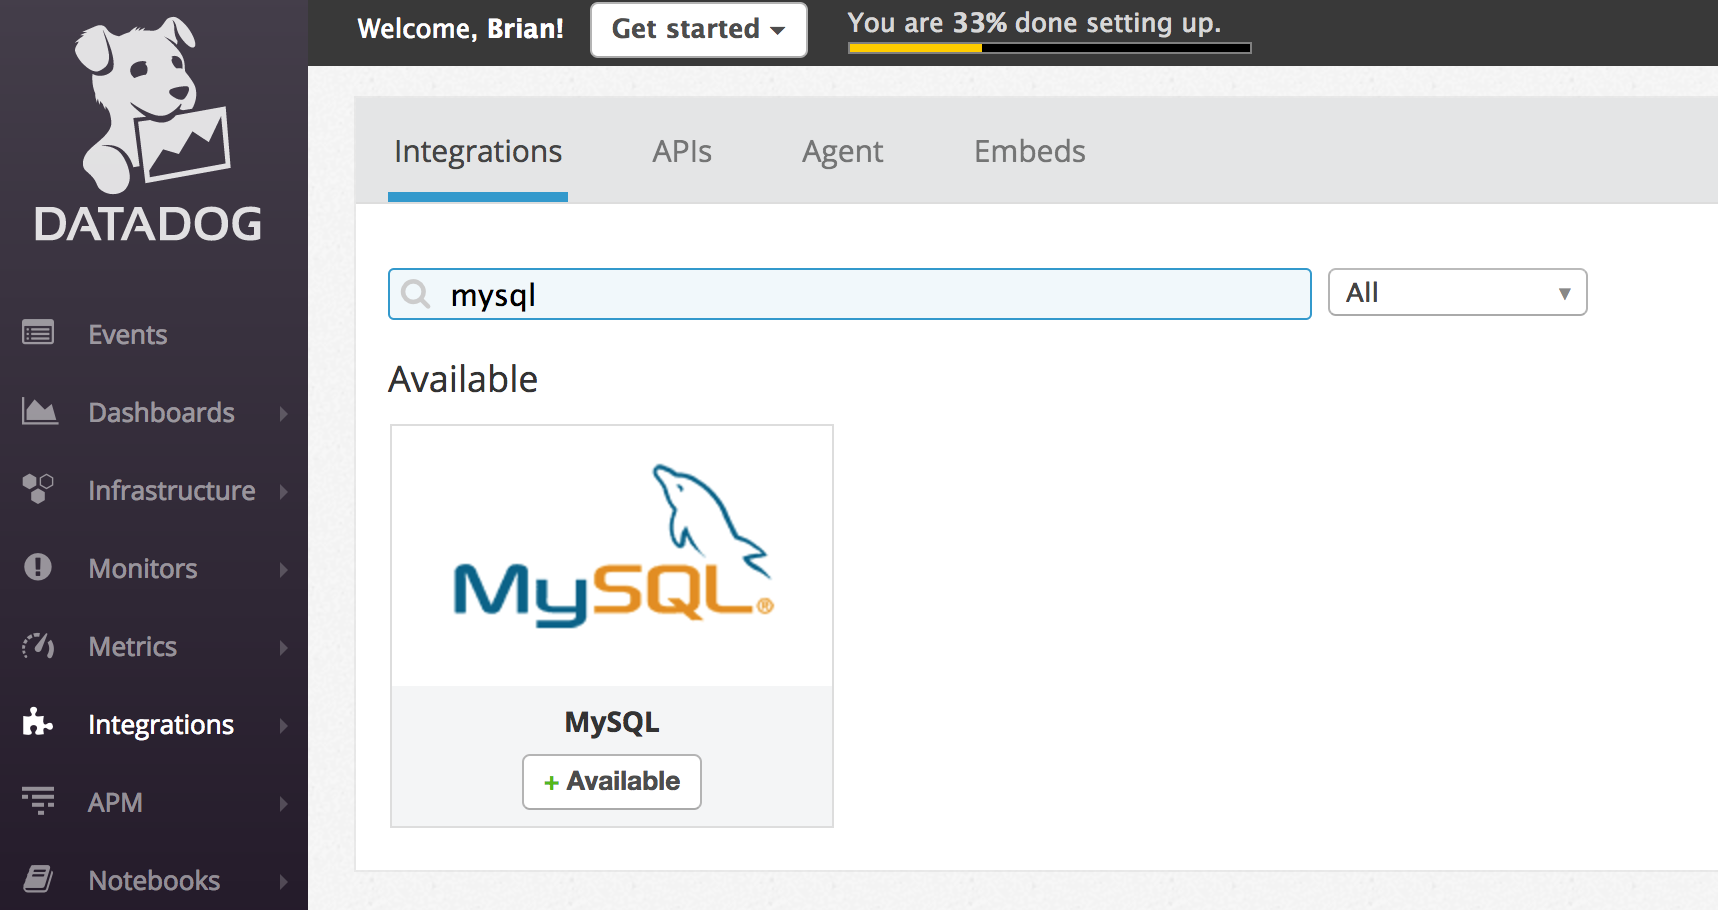 Welcome, Brian!
Get started
You are 33% done setting up.
DATADOG
Events
Dashboards
Infrastructure
Monitors
Metrics
Integrations
APM
Notebooks
Integrations
APIs
Agent
Embeds
mysql
All
Available
MySQL®
MySQL
+ Available